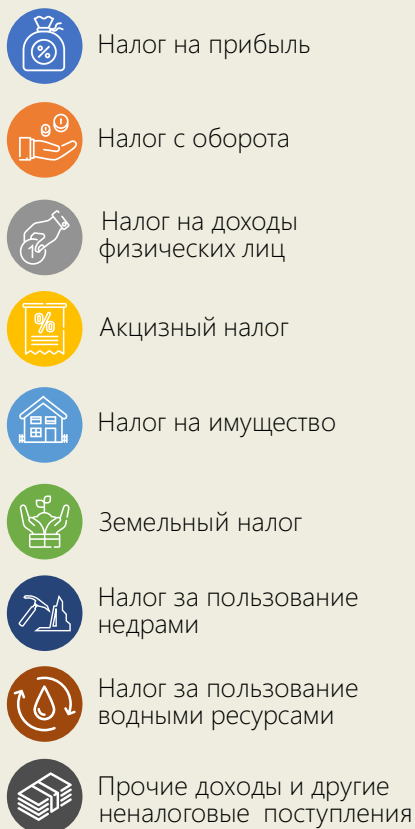 Налог на прибыль
Налог с оборота
Налог на доходы
физических лиц
%
Акцизный налог
Налог на имущество
Земельный налог
Налог за пользование
недрами
Налог за пользование
водными ресурсами
Прочие доходы и другие
неналоговые поступления